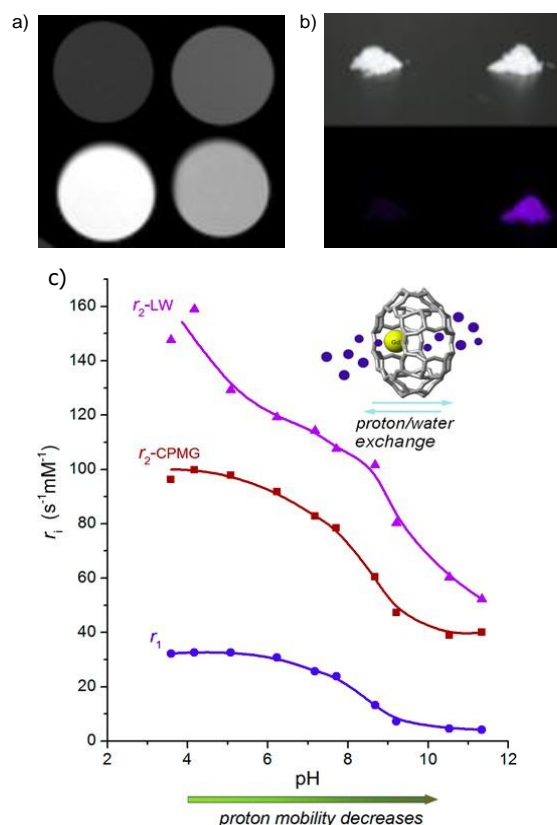 a)
b)
c)
160
140
120
100
80
60
40
20
0
rᵢ (s⁻¹mM⁻¹)
r₂-LW
r₂-CPMG
r₁
Gd
proton/water
exchange
2
4
6
8
10
12
pH
proton mobility decreases